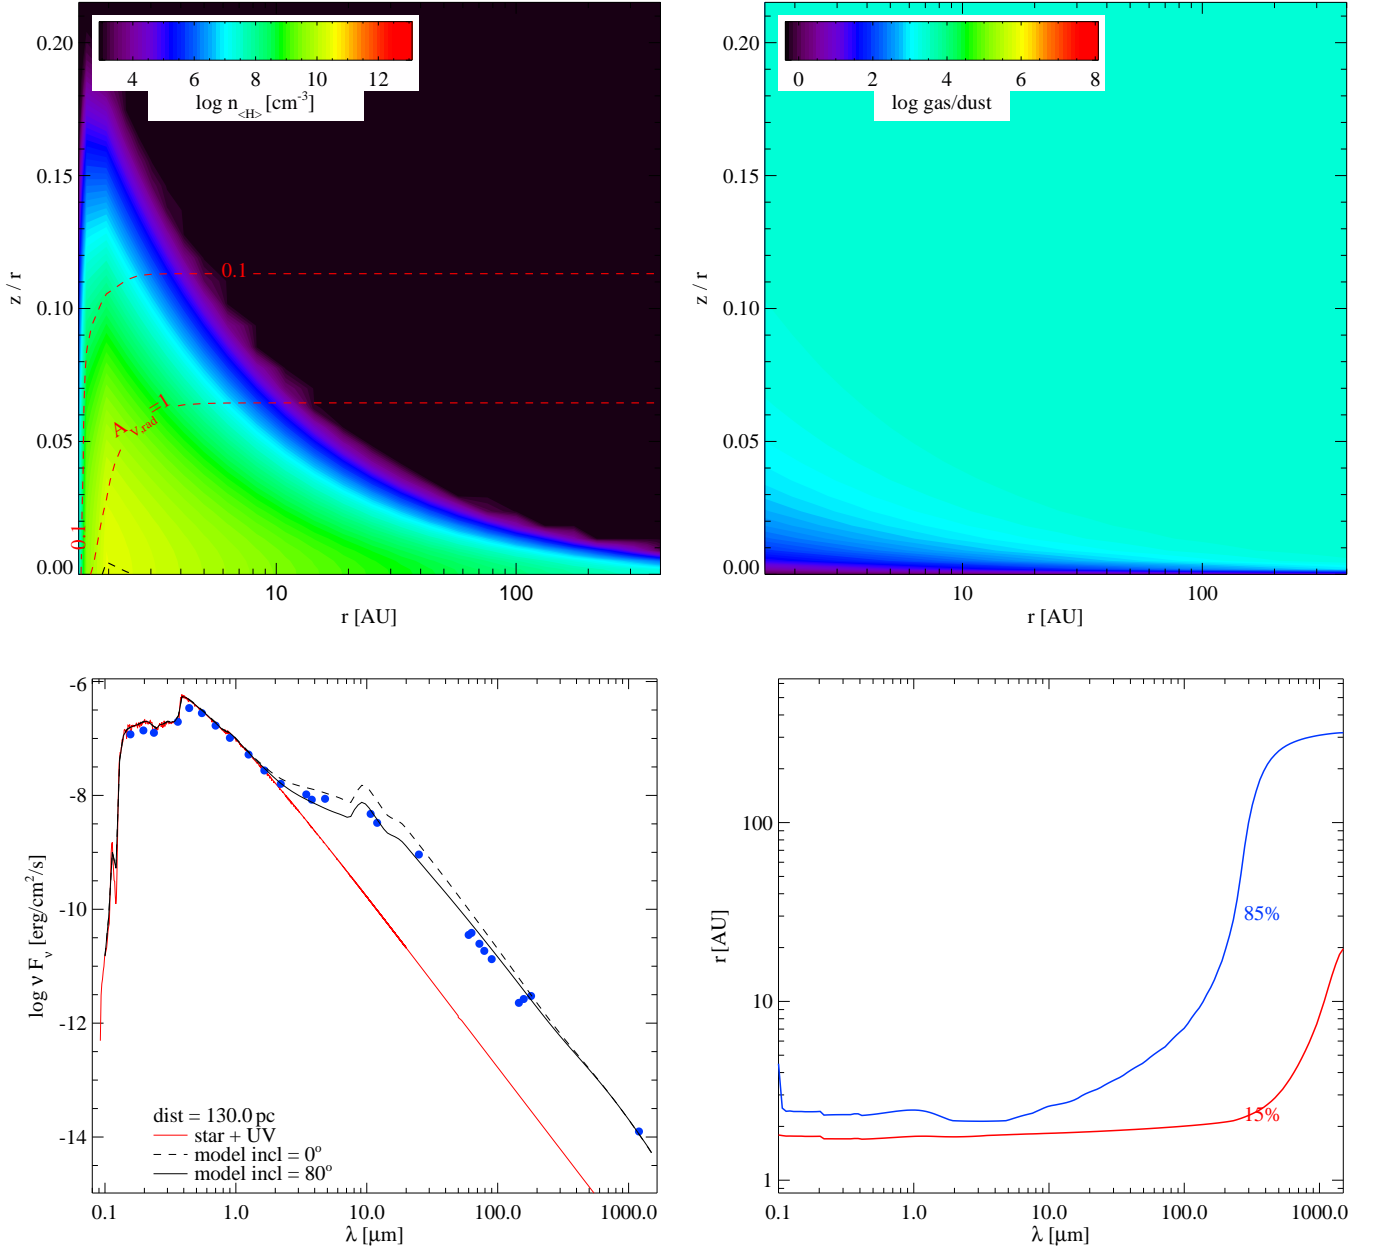 4 6 8 10 12
log n<H> [cm-3]
0.20
0.15
0.10
0.05
0.00
z / r
0.1
AV,rad=1
0.1
10 100
r [AU]
0 2 4 6 8
log gas/dust
0.20
0.15
0.10
0.05
0.00
z / r
10 100
r [AU]
-6
-8
-10
-12
-14
log ν Fν [erg/cm2/s]
dist = 130.0 pc
star + UV
model incl = 0o
model incl = 80o
0.1 1.0 10.0 100.0 1000.0
λ [μm]
100
10
1
r [AU]
85%
15%
0.1 1.0 10.0 100.0 1000.0
λ [μm]